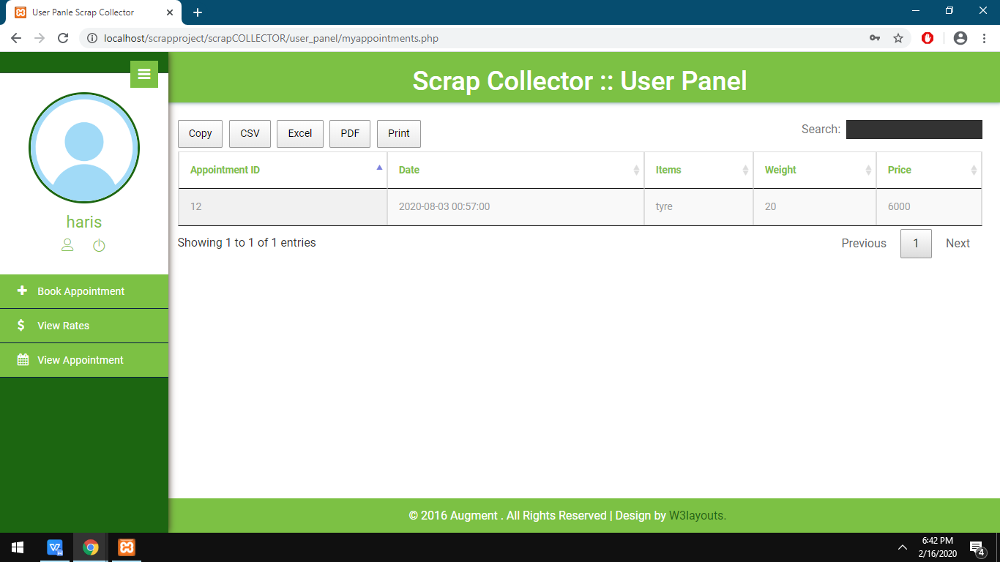 User Panle Scrap Collector
localhost/scrapproject/scrapCOLLECTOR/user_panel/myappointments.php
Scrap Collector :: User Panel
haris
Book Appointment
View Rates
View Appointment
Copy CSV Excel PDF Print Search:
Appointment ID Date Items Weight Price
12 2020-08-03 00:57:00 tyre 20 6000
Showing 1 to 1 of 1 entries Previous 1 Next
© 2016 Augment . All Rights Reserved | Design by W3layouts.
6:42 PM
2/16/2020
4